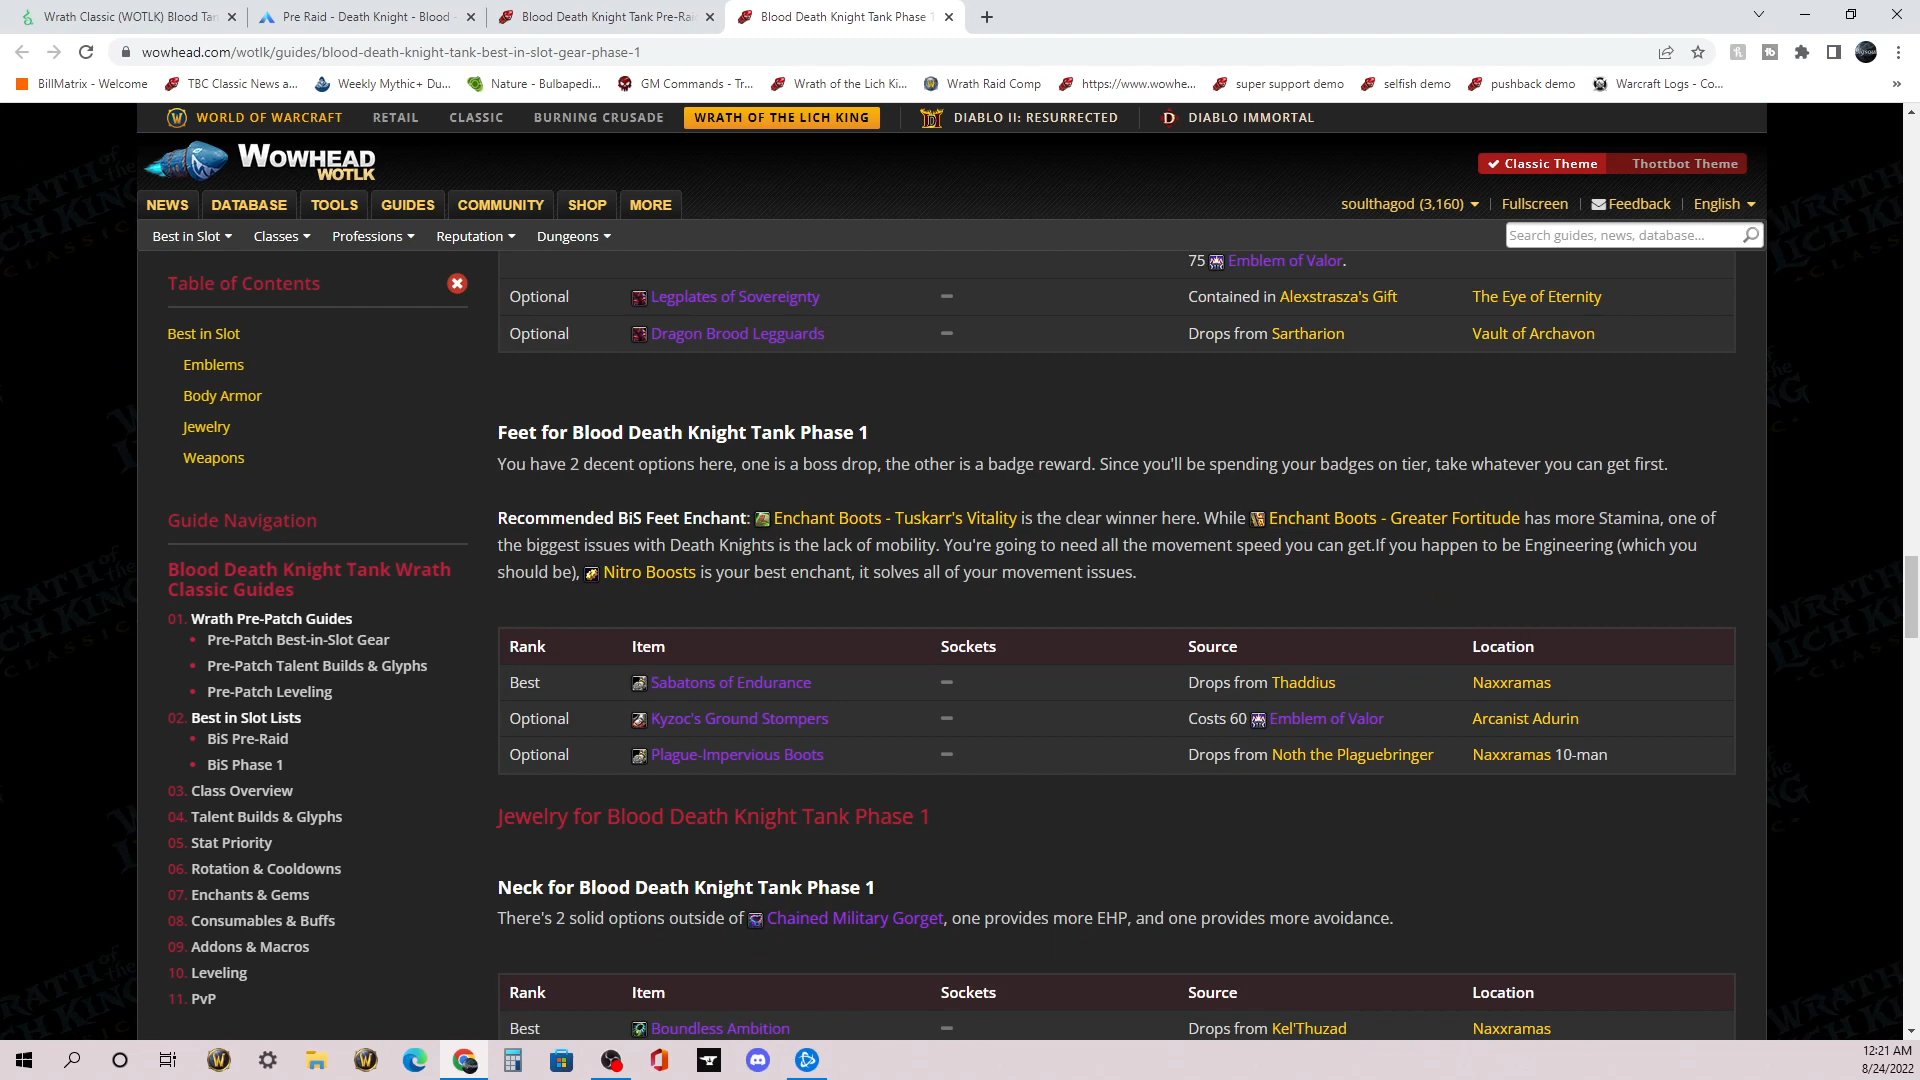 Wrath Classic (WOTLK) Blood Tan
Pre Raid - Death Knight - Blood
Blood Death Knight Tank Pre-Rai
Blood Death Knight Tank Phase 1
wowhead.com/wotlk/guides/blood-death-knight-tank-best-in-slot-gear-phase-1
BillMatrix - Welcome
TBC Classic News a...
Weekly Mythic+ Du...
Nature - Bulbapedi...
GM Commands - Tr...
Wrath of the Lich Ki...
Wrath Raid Comp
https://www.wowhe...
super support demo
selfish demo
pushback demo
Warcraft Logs - Co...
»
WORLD OF WARCRAFT RETAIL CLASSIC BURNING CRUSADE WRATH OF THE LICH KING DIABLO II: RESURRECTED DIABLO IMMORTAL
WOWHEAD
WOTLK
Classic Theme Thottbot Theme
NEWS DATABASE TOOLS GUIDES COMMUNITY SHOP MORE
soulthagod (3,160) | Fullscreen | Feedback | English
Best in Slot Classes Professions Reputation Dungeons
Search guides, news, database...
Table of Contents
Best in Slot
Emblems
Body Armor
Jewelry
Weapons
Guide Navigation
Blood Death Knight Tank Wrath
Classic Guides
01. Wrath Pre-Patch Guides
• Pre-Patch Best-in-Slot Gear
• Pre-Patch Talent Builds & Glyphs
• Pre-Patch Leveling
02. Best in Slot Lists
• BiS Pre-Raid
• BiS Phase 1
03. Class Overview
04. Talent Builds & Glyphs
05. Stat Priority
06. Rotation & Cooldowns
07. Enchants & Gems
08. Consumables & Buffs
09. Addons & Macros
10. Leveling
11. PvP
75 Emblem of Valor.
Optional Legplates of Sovereignty – Contained in Alexstrasza's Gift The Eye of Eternity
Optional Dragon Brood Legguards – Drops from Sartharion Vault of Archavon
Feet for Blood Death Knight Tank Phase 1
You have 2 decent options here, one is a boss drop, the other is a badge reward. Since you'll be spending your badges on tier, take whatever you can get first.
Recommended BiS Feet Enchant: Enchant Boots - Tuskarr's Vitality is the clear winner here. While Enchant Boots - Greater Fortitude has more Stamina, one of
the biggest issues with Death Knights is the lack of mobility. You're going to need all the movement speed you can get.If you happen to be Engineering (which you
should be), Nitro Boosts is your best enchant, it solves all of your movement issues.
Rank Item Sockets Source Location
Best Sabatons of Endurance – Drops from Thaddius Naxxramas
Optional Kyzoc's Ground Stompers – Costs 60 Emblem of Valor Arcanist Adurin
Optional Plague-Impervious Boots – Drops from Noth the Plaguebringer Naxxramas 10-man
Jewelry for Blood Death Knight Tank Phase 1
Neck for Blood Death Knight Tank Phase 1
There's 2 solid options outside of Chained Military Gorget, one provides more EHP, and one provides more avoidance.
Rank Item Sockets Source Location
Best Boundless Ambition – Drops from Kel'Thuzad Naxxramas
12:21 AM
8/24/2022